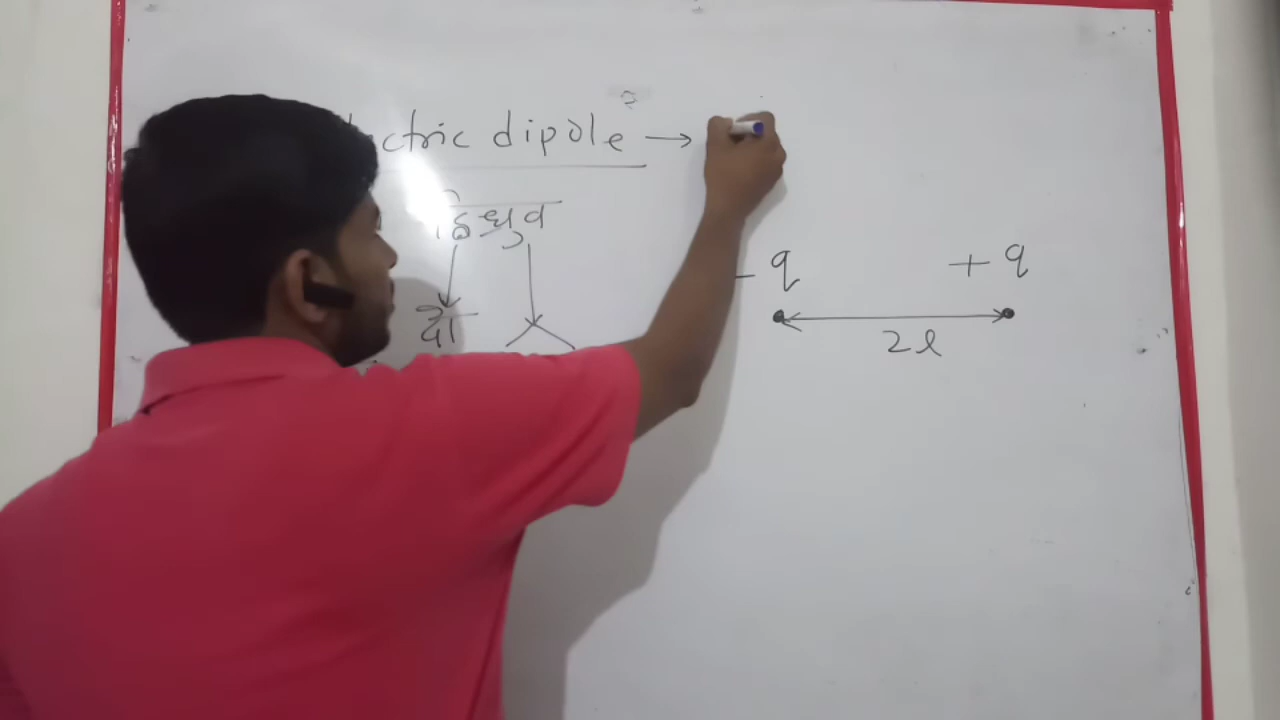 ctric dipole →
द्विध्रुव
- q + q
दो
2l